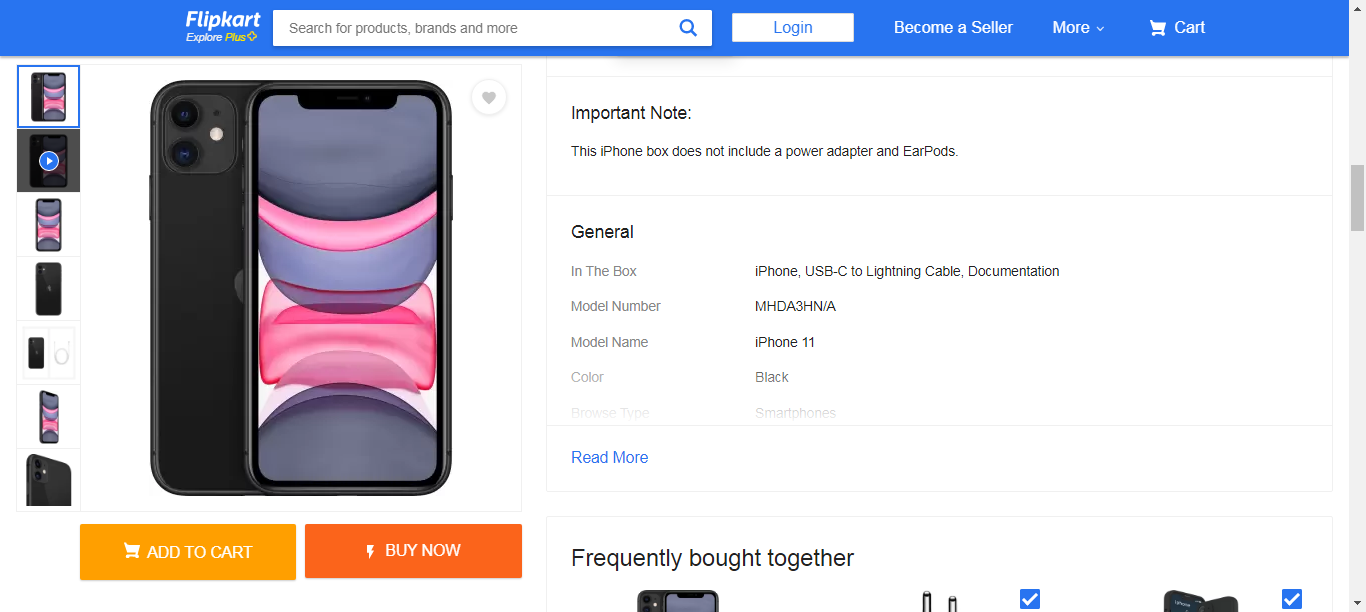 Flipkart
Explore Plus
Search for products, brands and more
Login
Become a Seller
More
Cart
Important Note:
This iPhone box does not include a power adapter and EarPods.
General
In The Box iPhone, USB-C to Lightning Cable, Documentation
Model Number MHDA3HN/A
Model Name iPhone 11
Color Black
Browse Type Smartphones
Read More
ADD TO CART
BUY NOW
Frequently bought together